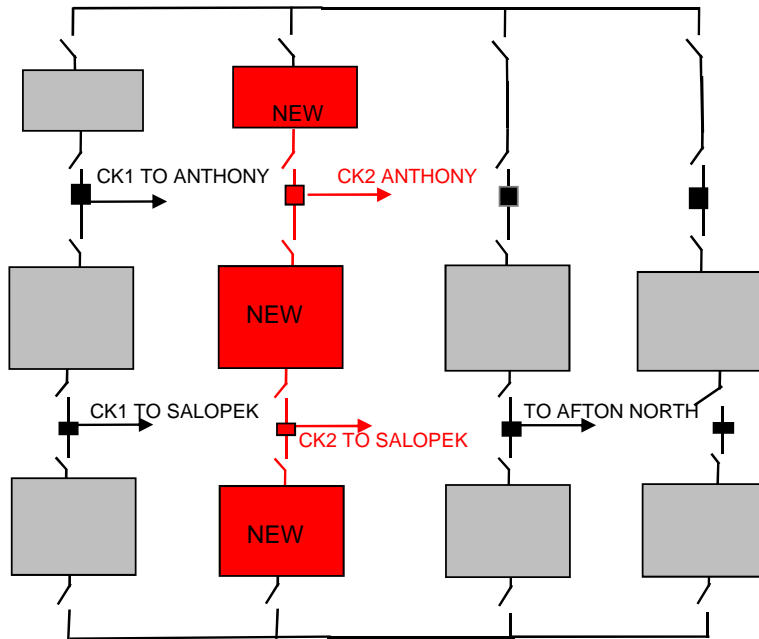 NEW
CK1 TO ANTHONY
CK2 ANTHONY
NEW
CK1 TO SALOPEK
CK2 TO SALOPEK
TO AFTON NORTH
NEW